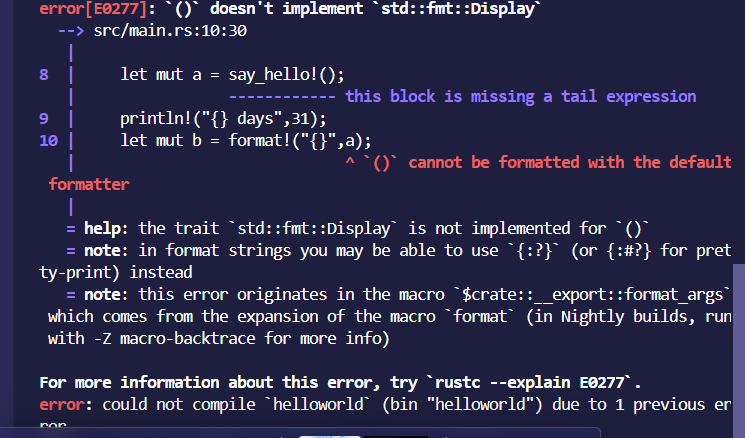 error[E0277]: `()` doesn't implement `std::fmt::Display`
--> src/main.rs:10:30
|
8 | let mut a = say_hello!();
| ------------ this block is missing a tail expression
9 | println!("{} days",31);
10 | let mut b = format!("{}",a);
| ^ `()` cannot be formatted with the default
formatter
|
= help: the trait `std::fmt::Display` is not implemented for `()`
= note: in format strings you may be able to use `{:?}` (or {:#?} for pret
ty-print) instead
= note: this error originates in the macro `$crate::__export::format_args`
which comes from the expansion of the macro `format` (in Nightly builds, run
with -Z macro-backtrace for more info)
For more information about this error, try `rustc --explain E0277`.
error: could not compile `helloworld` (bin "helloworld") due to 1 previous er
ror